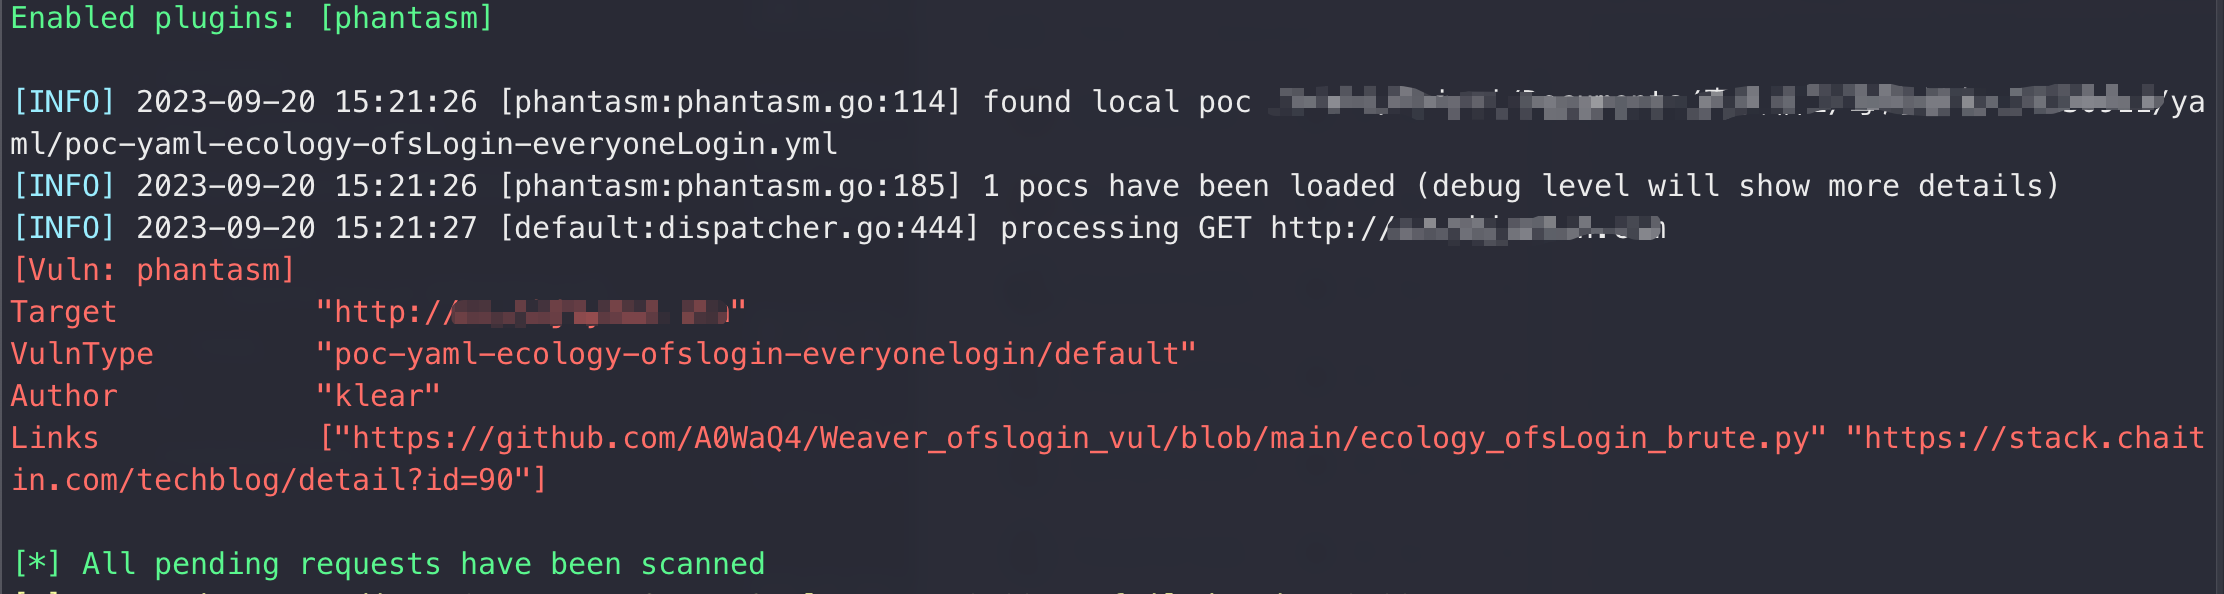 Enabled plugins: [phantasm]
[INFO] 2023-09-20 15:21:26 [phantasm:phantasm.go:114] found local poc /ya
ml/poc-yaml-ecology-ofsLogin-everyoneLogin.yml
[INFO] 2023-09-20 15:21:26 [phantasm:phantasm.go:185] 1 pocs have been loaded (debug level will show more details)
[INFO] 2023-09-20 15:21:27 [default:dispatcher.go:444] processing GET http://
[Vuln: phantasm]
Target "http://"
VulnType "poc-yaml-ecology-ofslogin-everyonelogin/default"
Author "klear"
Links ["https://github.com/A0WaQ4/Weaver_ofslogin_vul/blob/main/ecology_ofsLogin_brute.py" "https://stack.chait
in.com/techblog/detail?id=90"]
[*] All pending requests have been scanned